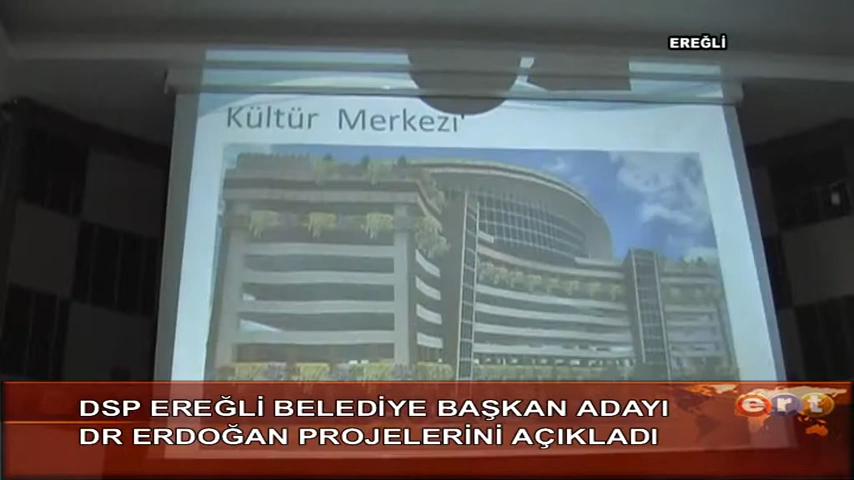 EREĞLİ
Kültür Merkezi'
DSP EREĞLİ BELEDİYE BAŞKAN ADAYI
DR ERDOĞAN PROJELERİNİ AÇIKLADI
ert